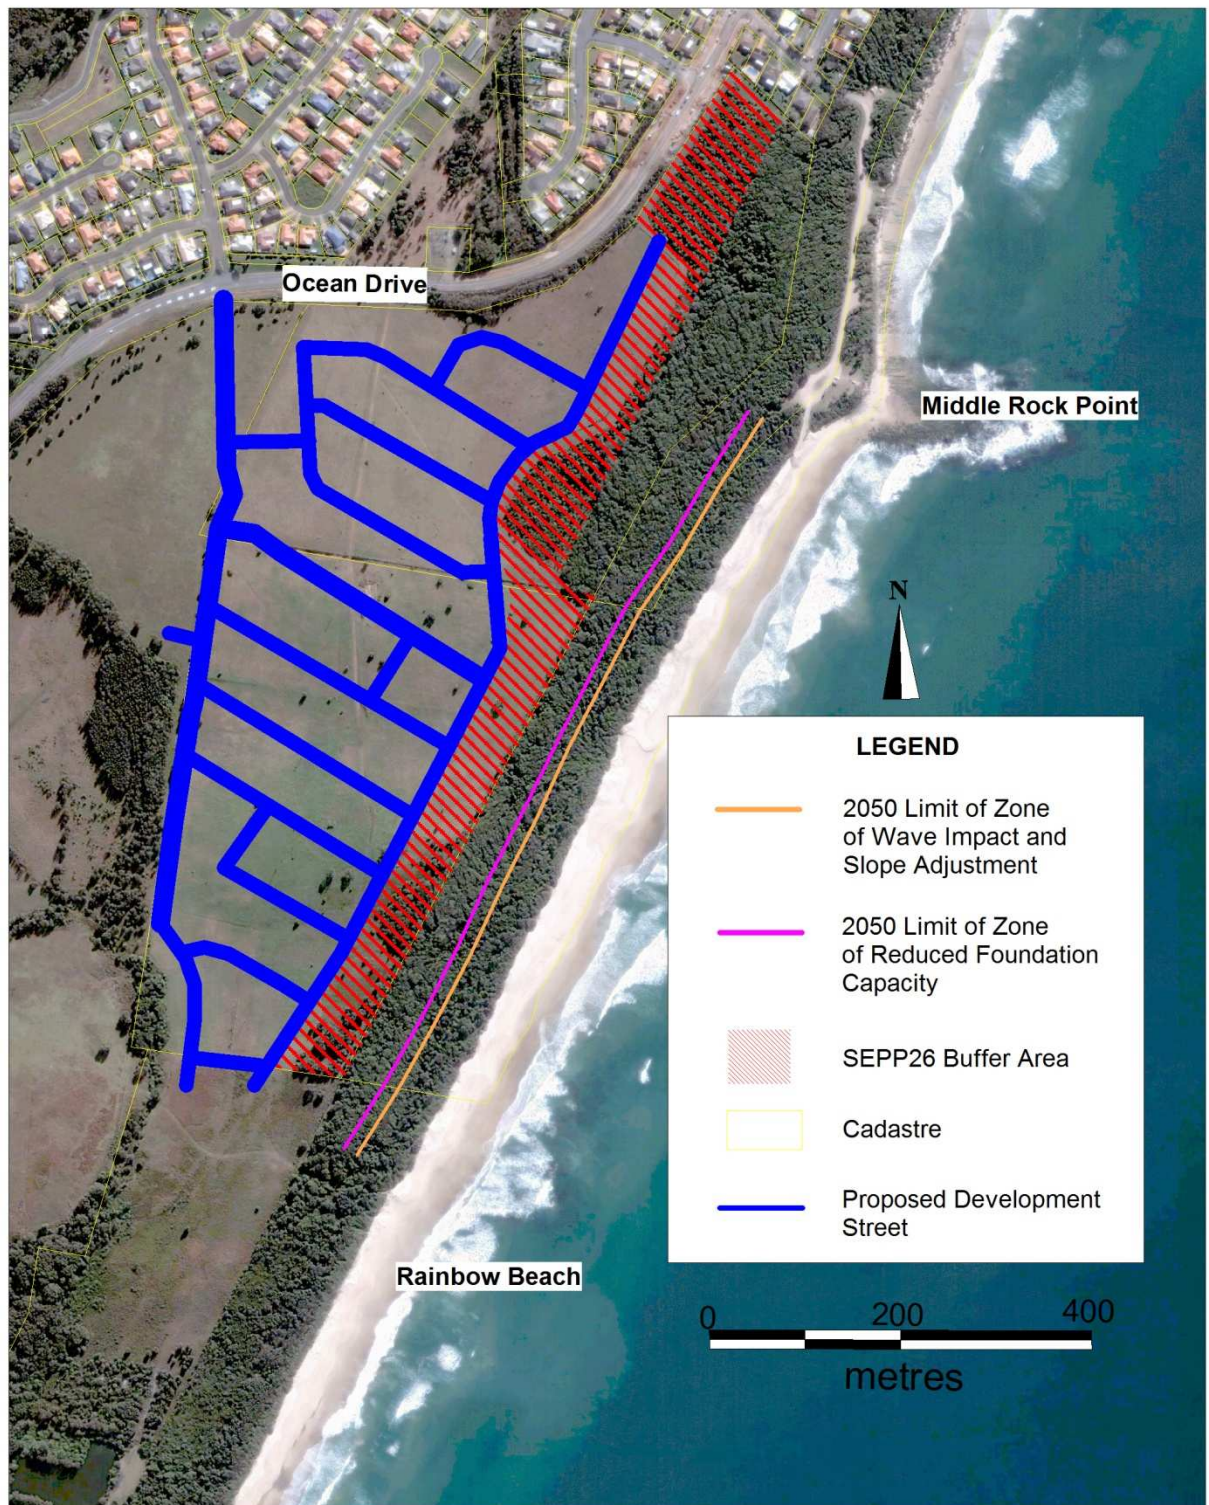 Ocean Drive
Middle Rock Point
N
LEGEND
2050 Limit of Zone
of Wave Impact and
Slope Adjustment
2050 Limit of Zone
of Reduced Foundation
Capacity
SEPP26 Buffer Area
Cadastre
Proposed Development
Street
Rainbow Beach
0 200 400
metres